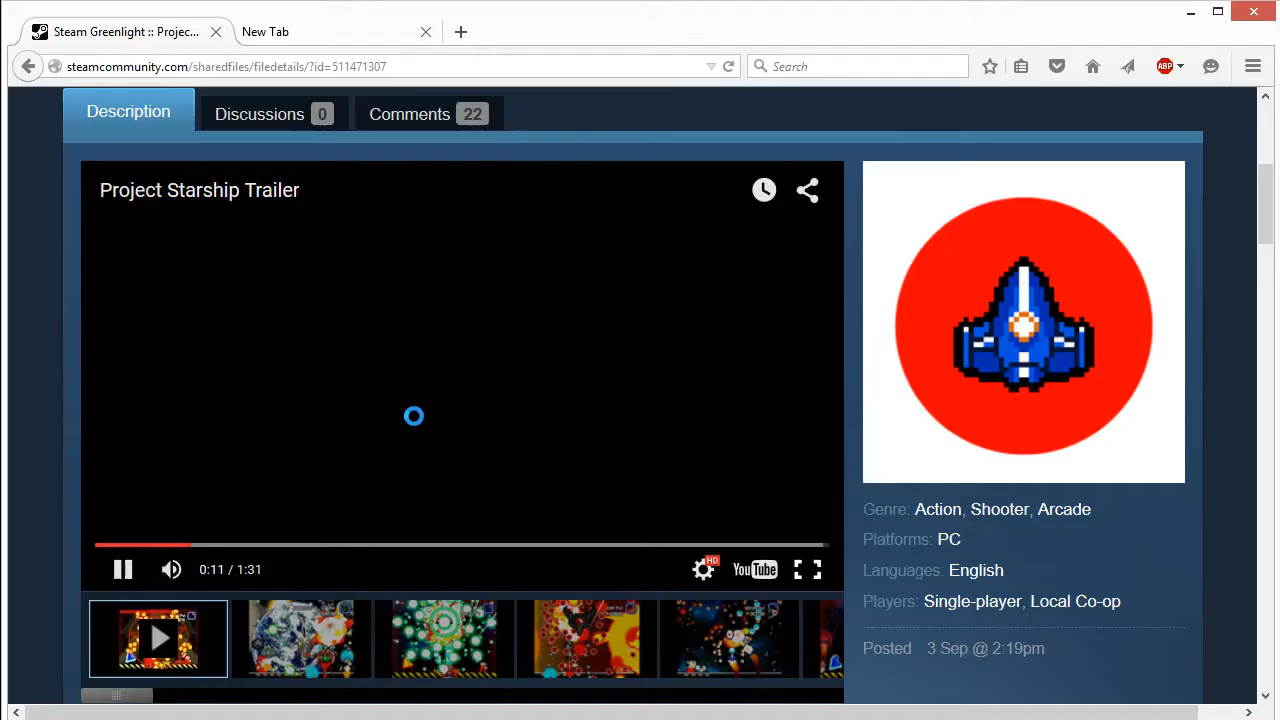 Steam Greenlight :: Projec...
New Tab
steamcommunity.com/sharedfiles/filedetails/?id=511471307
Search
ABP
Description
Discussions 0
Comments 22
Project Starship Trailer
0:11 / 1:31
HD
YouTube
Genre: Action, Shooter, Arcade
Platforms: PC
Languages: English
Players: Single-player, Local Co-op
Posted 3 Sep @ 2:19pm